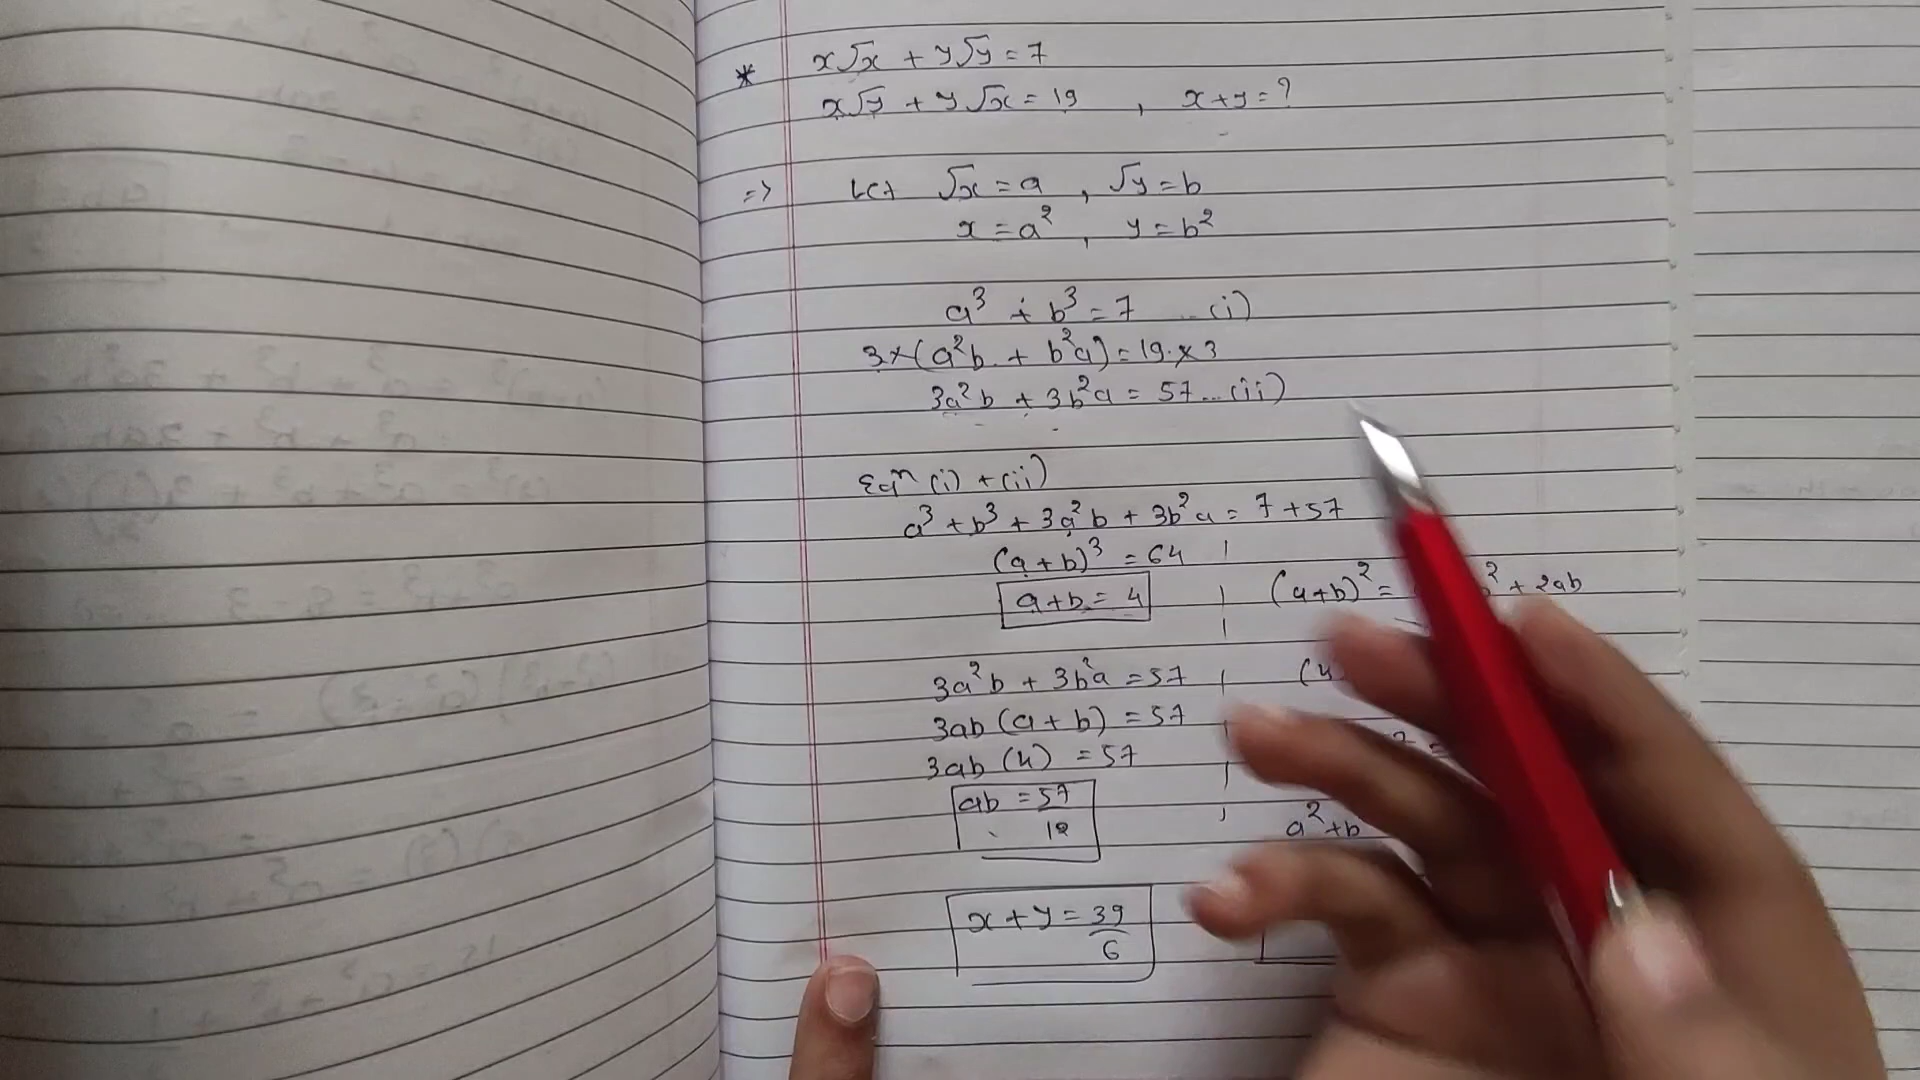 * x√x + y√y = 7
x√y + y√x = 19 , x+y = ?
=> Let √x = a , √y = b
x = a² , y = b²
a³ + b³ = 7 ... (i)
3×(a²b + b²a) = 19 × 3
3a²b + 3b²a = 57 ... (ii)
Eqⁿ (i) + (ii)
a³ + b³ + 3a²b + 3b²a = 7 + 57
(a + b)³ = 64
a + b = 4
3a²b + 3b²a = 57
3ab (a + b) = 57
3ab (4) = 57
ab = 57
12
x + y = 39/6
(a+b)² = ² + 2ab
(4
a² + b